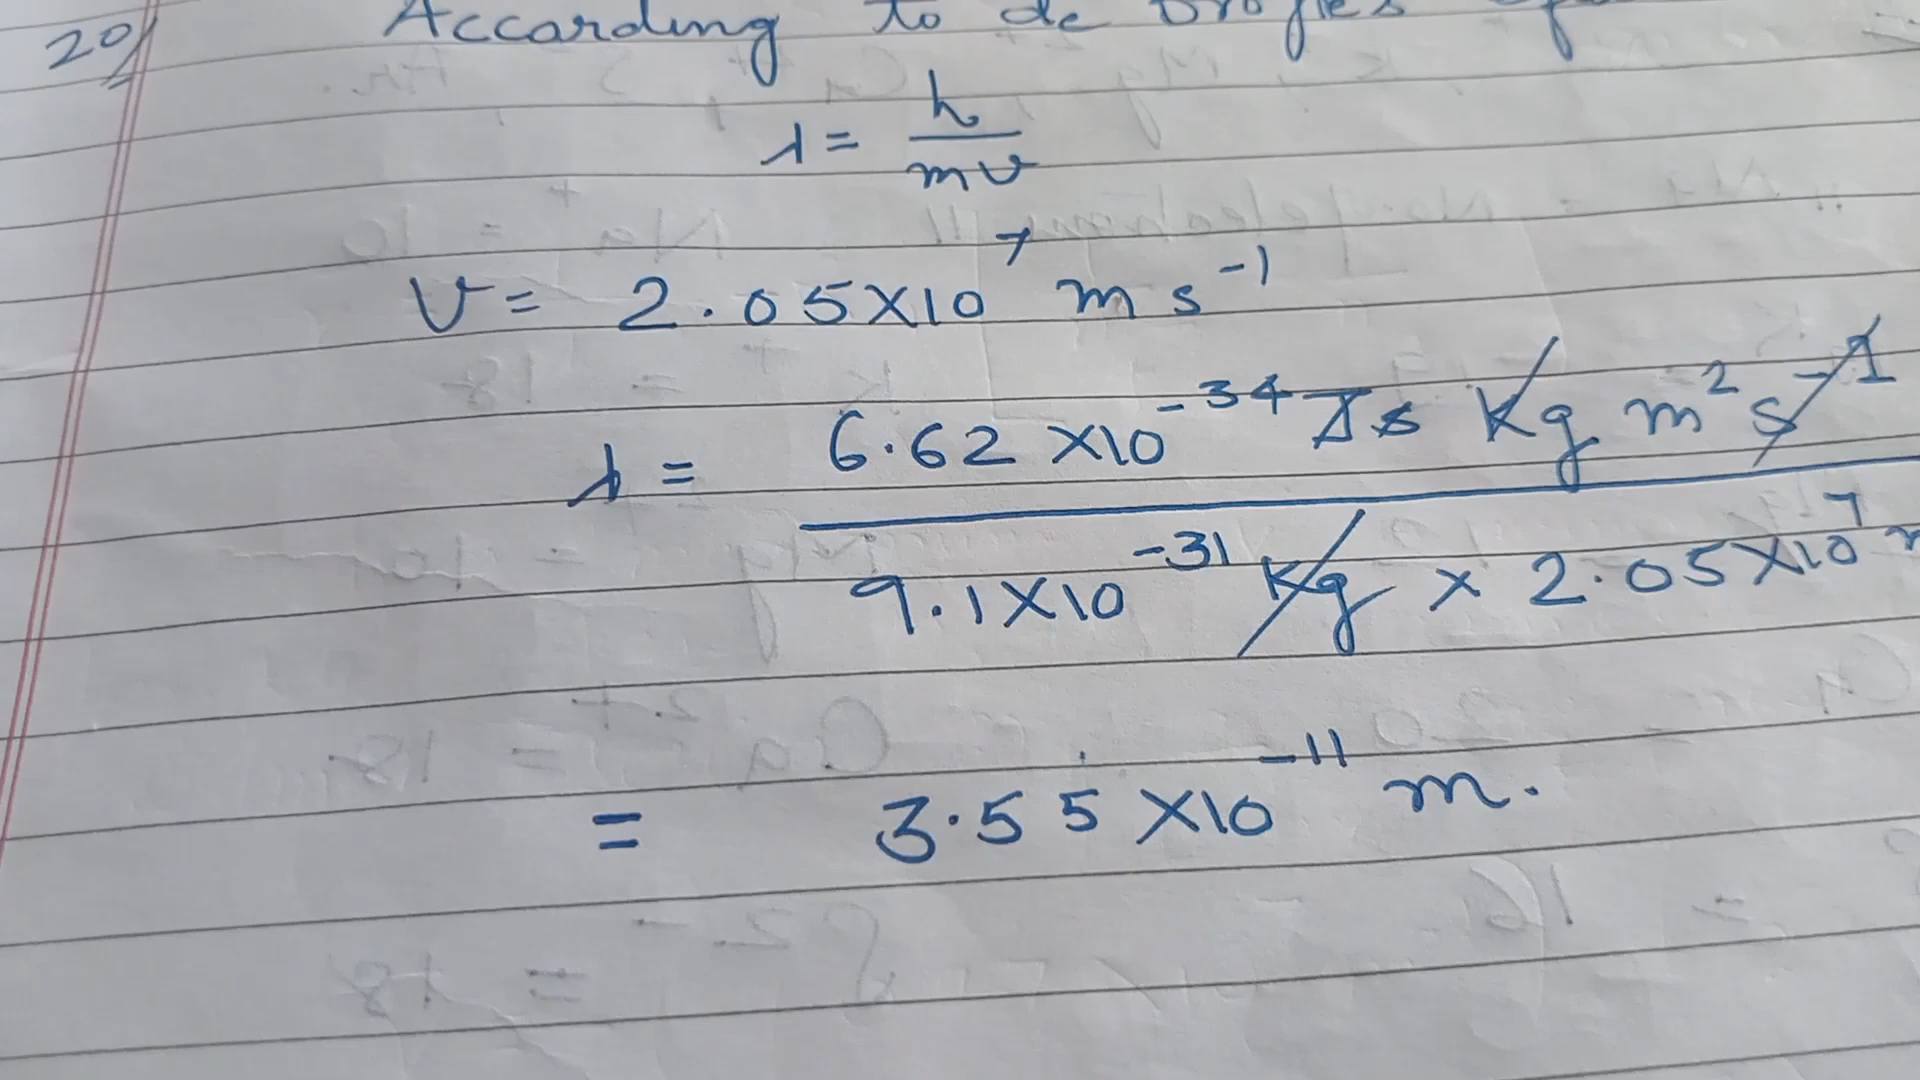 20) According to de
λ = h / mv
v = 2.05×10⁷ m s⁻¹
λ = 6.62 ×10⁻³⁴ Js Kg m² s⁻¹ / 9.1×10⁻³¹ Kg × 2.05×10⁷
= 3.55 ×10⁻¹¹ m.